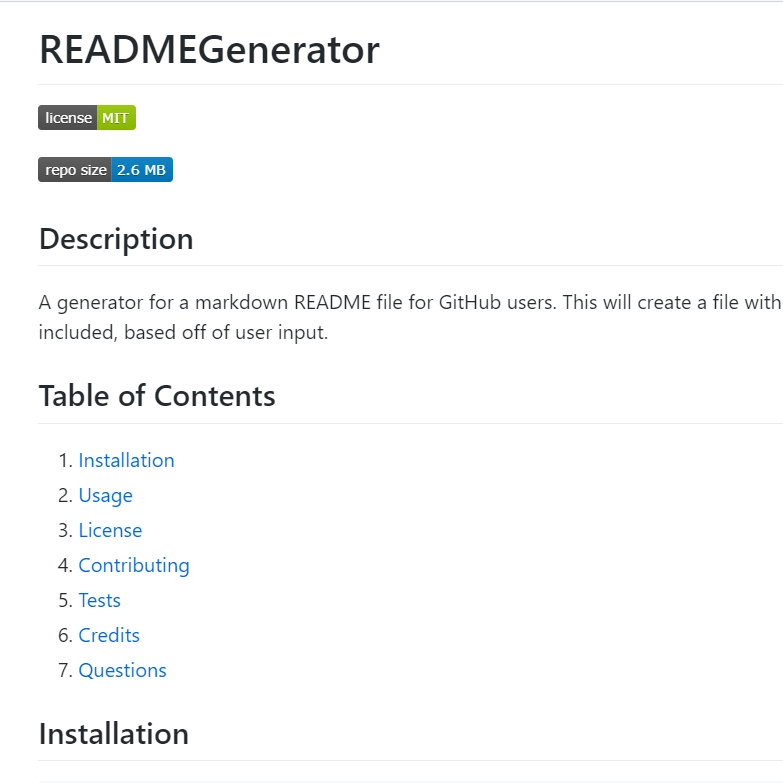 READMEGenerator
license MIT
repo size 2.6 MB
Description
A generator for a markdown README file for GitHub users. This will create a file with
included, based off of user input.
Table of Contents
1. Installation
2. Usage
3. License
4. Contributing
5. Tests
6. Credits
7. Questions
Installation